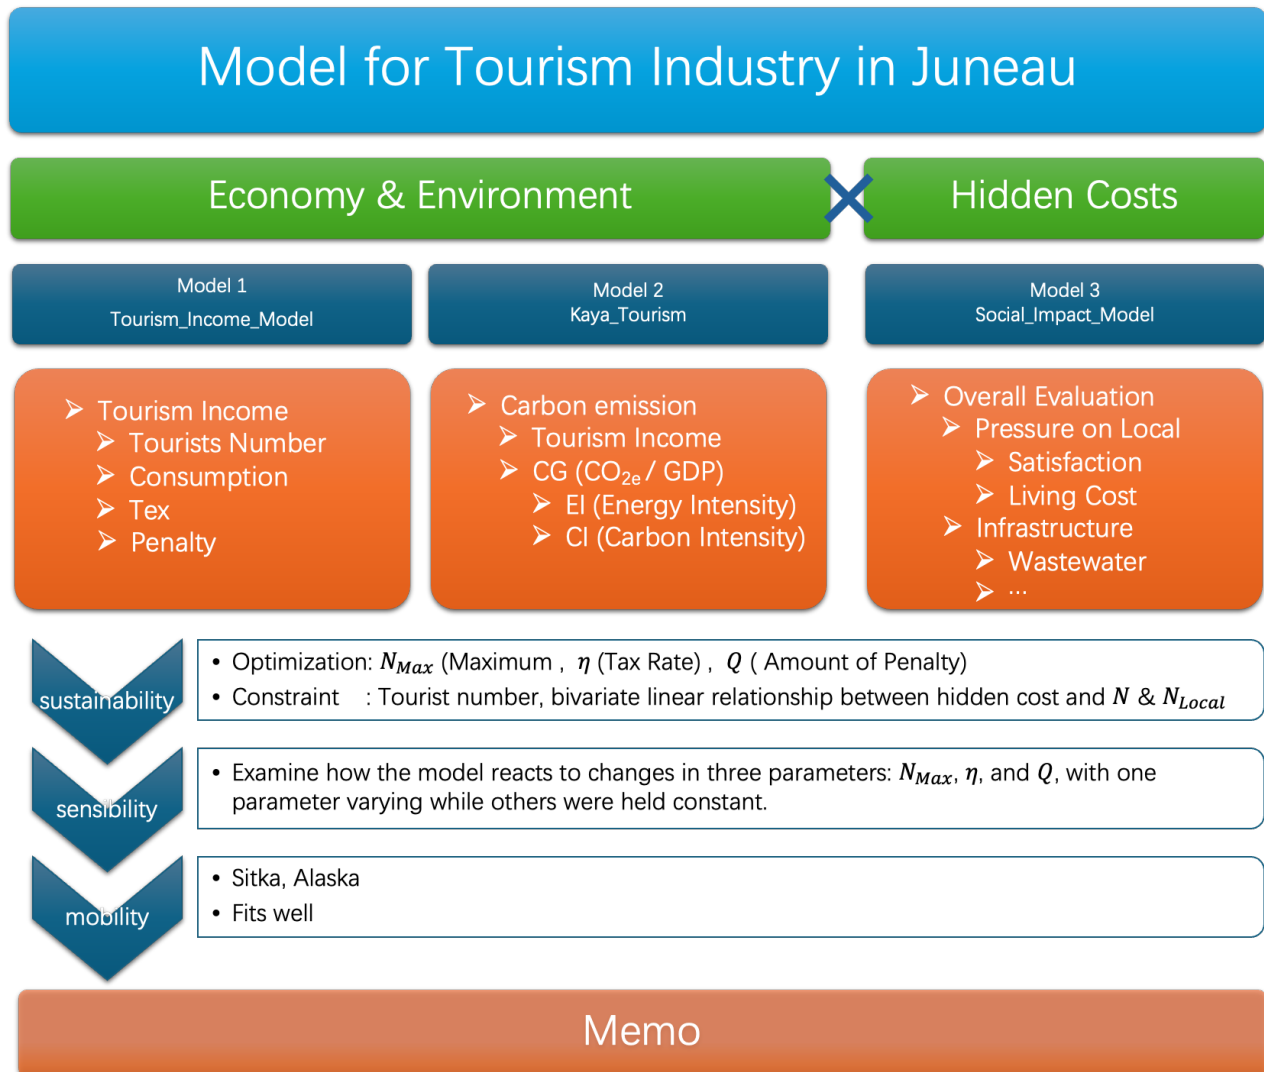 Model for Tourism Industry in Juneau
Economy & Environment
Hidden Costs
Model 1
Tourism_Income_Model
Model 2
Kaya_Tourism
Model 3
Social_Impact_Model
➢ Tourism Income
➢ Tourists Number
➢ Consumption
➢ Tex
➢ Penalty
➢ Carbon emission
➢ Tourism Income
➢ CG (CO₂ₑ / GDP)
➢ EI (Energy Intensity)
➢ CI (Carbon Intensity)
➢ Overall Evaluation
➢ Pressure on Local
➢ Satisfaction
➢ Living Cost
➢ Infrastructure
➢ Wastewater
➢ ...
sustainability
• Optimization: N_Max (Maximum , η (Tax Rate) , Q ( Amount of Penalty)
• Constraint : Tourist number, bivariate linear relationship between hidden cost and N & N_Local
sensibility
• Examine how the model reacts to changes in three parameters: N_Max, η, and Q, with one
parameter varying while others were held constant.
mobility
• Sitka, Alaska
• Fits well
Memo